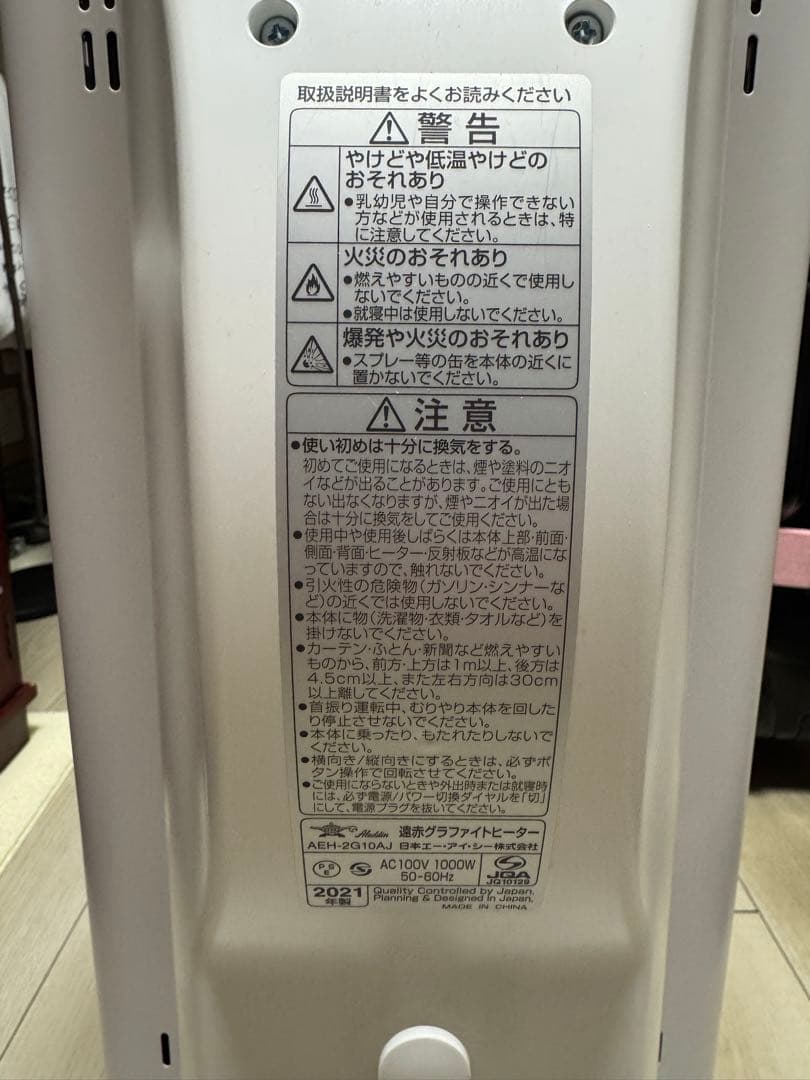 取扱説明書をよくお読みください
警告
やけどや低温やけどの
おそれあり
●乳幼児や自分で操作できない
方などが使用されるときは、特
に注意してください。
火災のおそれあり
●燃えやすいものの近くで使用し
ないでください。
●就寝中は使用しないでください。
爆発や火災のおそれあり
●スプレー等の缶を本体の近くに
置かないでください。
注意
●使い初めは十分に換気をする。
初めてご使用になるときは、煙や塗料のニオ
イなどが出ることがあります。ご使用にとも
ない出なくなりますが、煙やニオイが出た場
合は十分に換気をしてご使用ください。
●使用中や使用後しばらくは本体上部・前面・
側面・背面・ヒーター・反射板などが高温にな
っていますので、触れないでください。
●引火性の危険物(ガソリン・シンナーな
ど)の近くでは使用しないでください。
●本体に物(洗濯物・衣類・タオルなど)を
掛けないでください。
●カーテン・ふとん・新聞など燃えやすい
ものから、前方・上方は1m以上、後方は
4.5cm以上、また左右方向は30cm
以上離してください。
●首振り運転中、むりやり本体を回した
り停止させないでください。
●本体に乗ったり、もたれたりしないで
ください。
●横向き/縦向きにするときは、必ずボ
タン操作で回転させてください。
●ご使用にならないときや外出時または就寝時
には、必ず電源/パワー切換ダイヤルを「切」
にして、電源プラグを抜いてください。
Aladdin 遠赤グラファイトヒーター
AEH-2G10AJ 日本エー・アイ・シー株式会社
PSE AC100V 1000W
50-60Hz
JQA
JQ10129
2021
年製
Quality Controlled by Japan.
Planning & Designed in Japan.
MADE IN CHINA